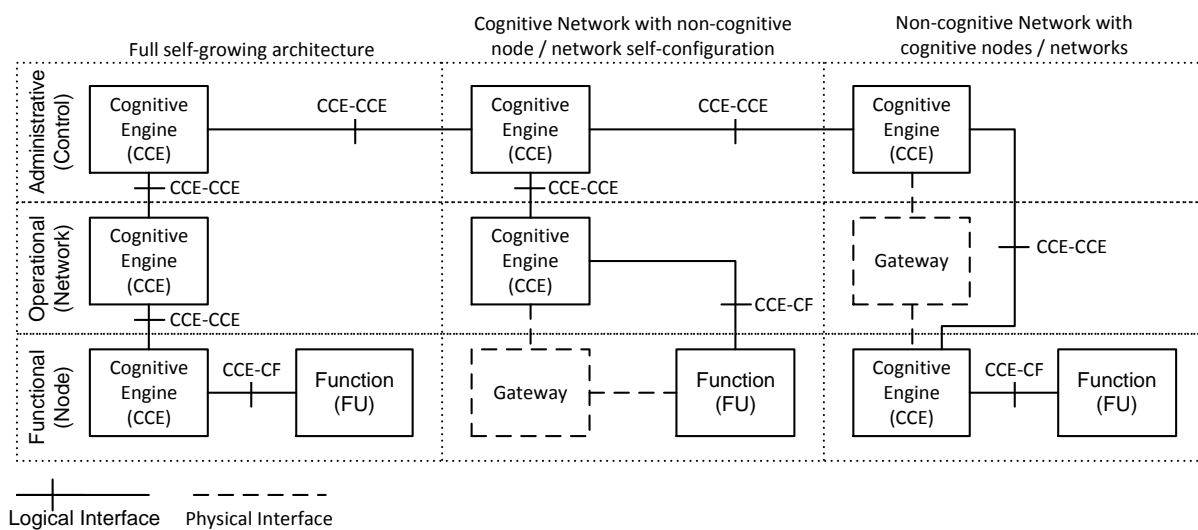 Full self-growing architecture
Cognitive Network with non-cognitive
node / network self-configuration
Non-cognitive Network with
cognitive nodes / networks
Administrative
(Control)
Cognitive
Engine
(CCE)
CCE-CCE
Cognitive
Engine
(CCE)
CCE-CCE
Cognitive
Engine
(CCE)
CCE-CCE
CCE-CCE
Operational
(Network)
Cognitive
Engine
(CCE)
Cognitive
Engine
(CCE)
Gateway
CCE-CCE
CCE-CF
CCE-CCE
Functional
(Node)
Cognitive
Engine
(CCE)
CCE-CF
Function
(FU)
Gateway
Function
(FU)
Cognitive
Engine
(CCE)
CCE-CF
Function
(FU)
Logical Interface
Physical Interface